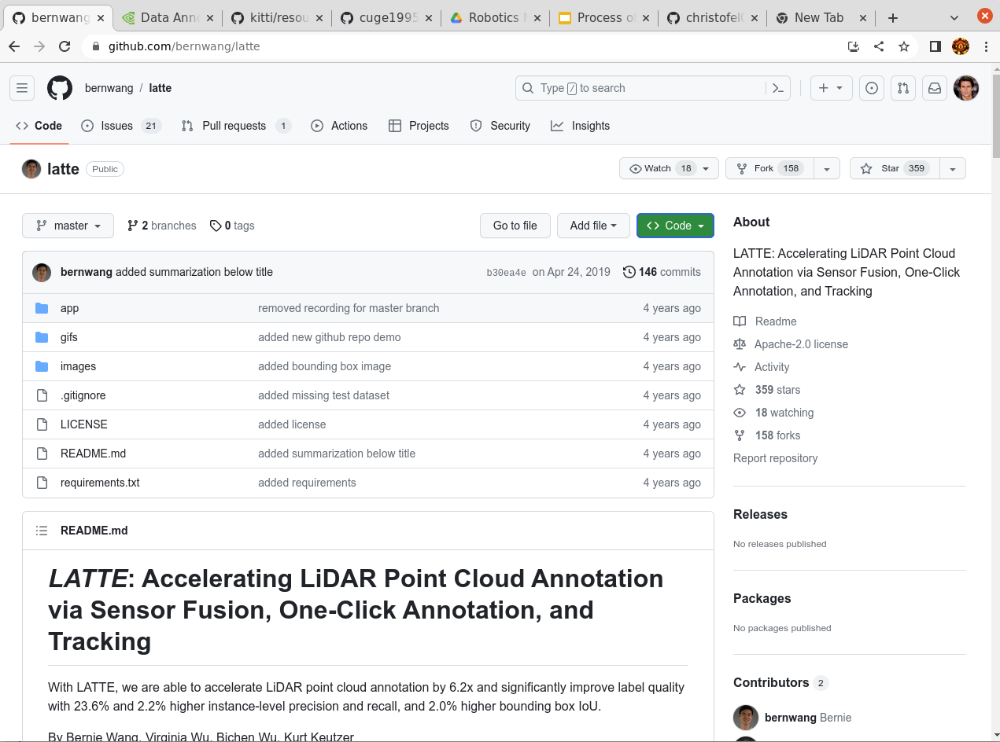 bernwang
Data Ann
kitti/resou
cuge1995
Robotics
Process o
christofel
New Tab
github.com/bernwang/latte
bernwang / latte
Type / to search
Code
Issues 21
Pull requests 1
Actions
Projects
Security
Insights
latte Public
Watch 18
Fork 158
Star 359
master
2 branches
0 tags
Go to file
Add file
Code
bernwang added summarization below title b30ea4e on Apr 24, 2019 146 commits
app removed recording for master branch 4 years ago
gifs added new github repo demo 4 years ago
images added bounding box image 4 years ago
.gitignore added missing test dataset 4 years ago
LICENSE added license 4 years ago
README.md added summarization below title 4 years ago
requirements.txt added requirements 4 years ago
README.md
LATTE: Accelerating LiDAR Point Cloud Annotation
via Sensor Fusion, One-Click Annotation, and
Tracking
With LATTE, we are able to accelerate LiDAR point cloud annotation by 6.2x and significantly improve label quality
with 23.6% and 2.2% higher instance-level precision and recall, and 2.0% higher bounding box IoU.
By Bernie Wang, Virginia Wu, Bichen Wu, Kurt Keutzer
About
LATTE: Accelerating LiDAR Point Cloud
Annotation via Sensor Fusion, One-Click
Annotation, and Tracking
Readme
Apache-2.0 license
Activity
359 stars
18 watching
158 forks
Report repository
Releases
No releases published
Packages
No packages published
Contributors 2
bernwang Bernie